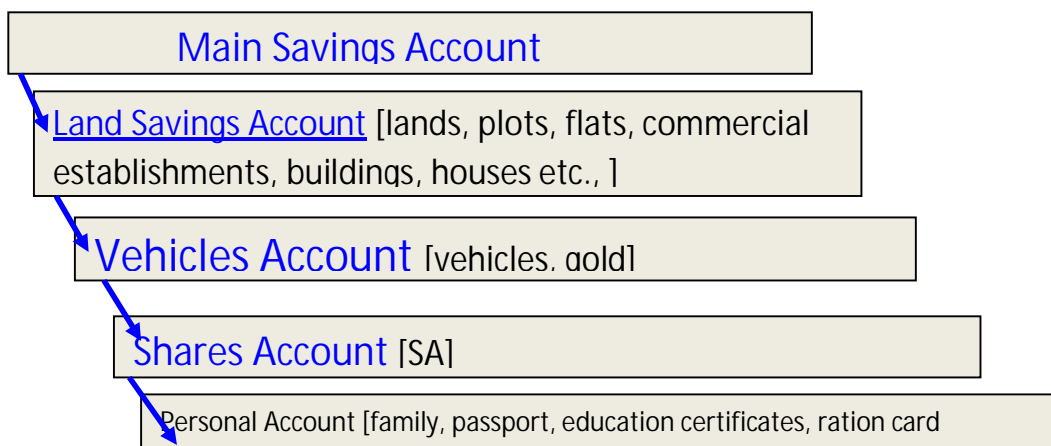 Main Savings Account
Land Savings Account [lands, plots, flats, commercial
establishments, buildings, houses etc., ]
Vehicles Account [vehicles, gold]
Shares Account [SA]
Personal Account [family, passport, education certificates, ration card